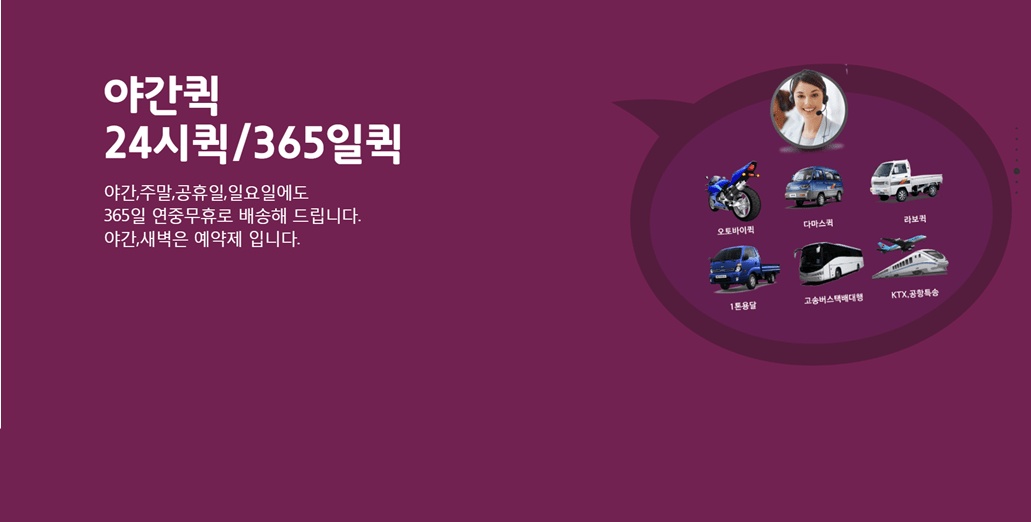 야간퀵
24시퀵/365일퀵
야간,주말,공휴일,일요일에도
365일 연중무휴로 배송해 드립니다.
야간,새벽은 예약제 입니다.
오토바이퀵
다마스퀵
라보퀵
1톤용달
고송버스택배대행
KTX,공항특송